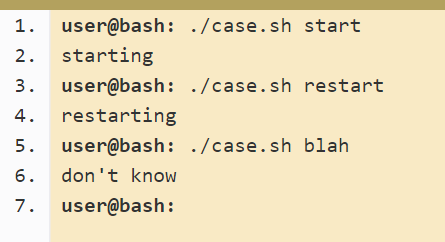 1. user@bash: ./case.sh start
2. starting
3. user@bash: ./case.sh restart
4. restarting
5. user@bash: ./case.sh blah
6. don't know
7. user@bash: